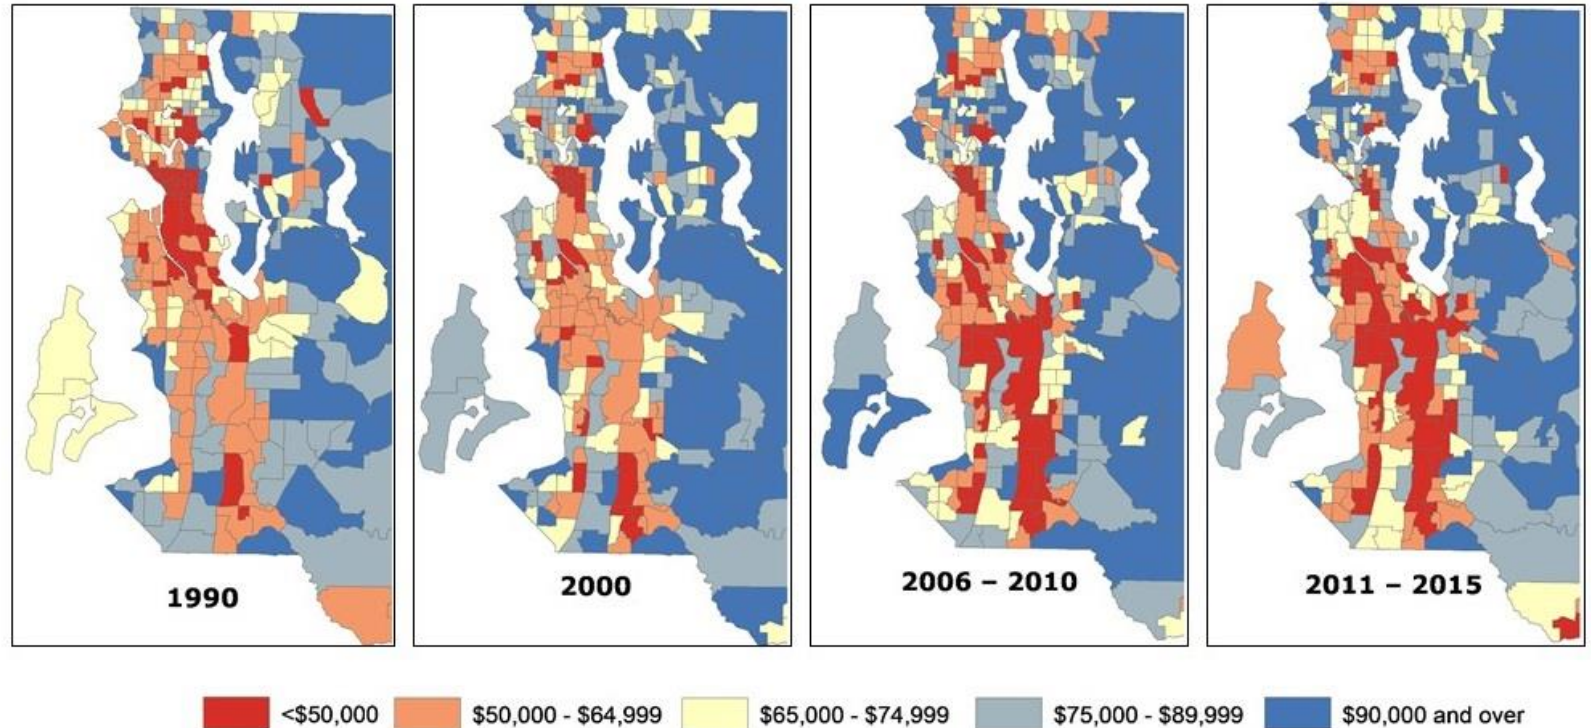 1990
2000
2006 – 2010
2011 – 2015
<$50,000
$50,000 - $64,999
$65,000 - $74,999
$75,000 - $89,999
$90,000 and over